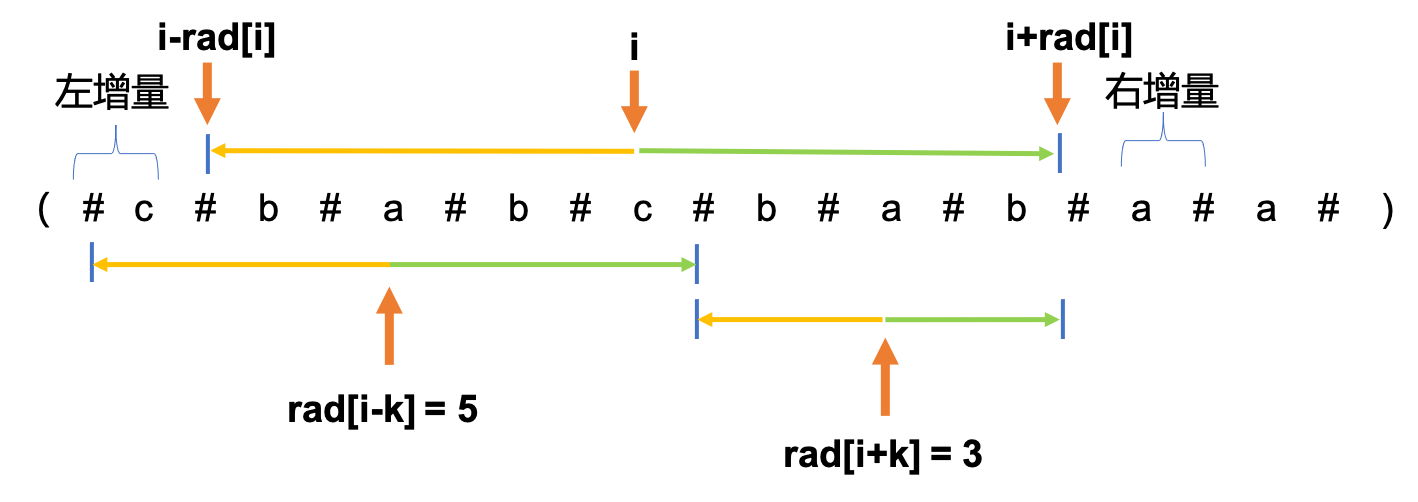 i-rad[i]
i
i+rad[i]
左增量
右增量
( # c # b # a # b # c # b # a # b # a # a # )
rad[i-k] = 5
rad[i+k] = 3